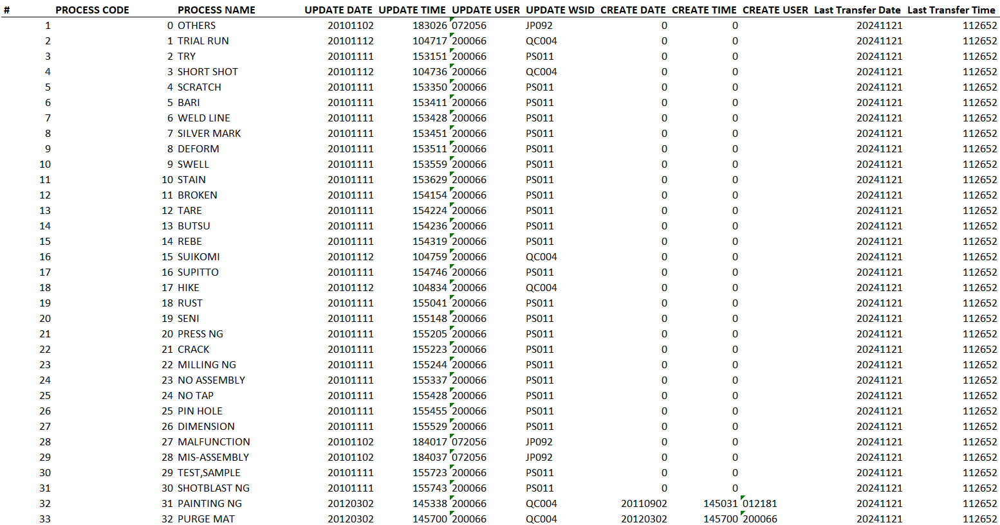 # PROCESS CODE PROCESS NAME UPDATE DATE UPDATE TIME UPDATE USER UPDATE WSID CREATE DATE CREATE TIME CREATE USER Last Transfer Date Last Transfer Time
1 0 OTHERS 20101102 183026 072056 JP092 0 0 20241121 112652
2 1 TRIAL RUN 20101112 104717 200066 QC004 0 0 20241121 112652
3 2 TRY 20101111 153151 200066 PS011 0 0 20241121 112652
4 3 SHORT SHOT 20101112 104736 200066 QC004 0 0 20241121 112652
5 4 SCRATCH 20101111 153350 200066 PS011 0 0 20241121 112652
6 5 BARI 20101111 153411 200066 PS011 0 0 20241121 112652
7 6 WELD LINE 20101111 153428 200066 PS011 0 0 20241121 112652
8 7 SILVER MARK 20101111 153451 200066 PS011 0 0 20241121 112652
9 8 DEFORM 20101111 153511 200066 PS011 0 0 20241121 112652
10 9 SWELL 20101111 153559 200066 PS011 0 0 20241121 112652
11 10 STAIN 20101111 153629 200066 PS011 0 0 20241121 112652
12 11 BROKEN 20101111 154154 200066 PS011 0 0 20241121 112652
13 12 TARE 20101111 154224 200066 PS011 0 0 20241121 112652
14 13 BUTSU 20101111 154236 200066 PS011 0 0 20241121 112652
15 14 REBE 20101111 154319 200066 PS011 0 0 20241121 112652
16 15 SUIKOMI 20101112 104759 200066 QC004 0 0 20241121 112652
17 16 SUPITTO 20101111 154746 200066 PS011 0 0 20241121 112652
18 17 HIKE 20101112 104834 200066 QC004 0 0 20241121 112652
19 18 RUST 20101111 155041 200066 PS011 0 0 20241121 112652
20 19 SENI 20101111 155148 200066 PS011 0 0 20241121 112652
21 20 PRESS NG 20101111 155205 200066 PS011 0 0 20241121 112652
22 21 CRACK 20101111 155223 200066 PS011 0 0 20241121 112652
23 22 MILLING NG 20101111 155244 200066 PS011 0 0 20241121 112652
24 23 NO ASSEMBLY 20101111 155337 200066 PS011 0 0 20241121 112652
25 24 NO TAP 20101111 155428 200066 PS011 0 0 20241121 112652
26 25 PIN HOLE 20101111 155455 200066 PS011 0 0 20241121 112652
27 26 DIMENSION 20101111 155529 200066 PS011 0 0 20241121 112652
28 27 MALFUNCTION 20101102 184017 072056 JP092 0 0 20241121 112652
29 28 MIS-ASSEMBLY 20101102 184037 072056 JP092 0 0 20241121 112652
30 29 TEST,SAMPLE 20101111 155723 200066 PS011 0 0 20241121 112652
31 30 SHOTBLAST NG 20101111 155743 200066 PS011 0 0 20241121 112652
32 31 PAINTING NG 20120302 145338 200066 QC004 20110902 145031 012181 20241121 112652
33 32 PURGE MAT 20120302 145700 200066 QC004 20120302 145700 200066 20241121 112652